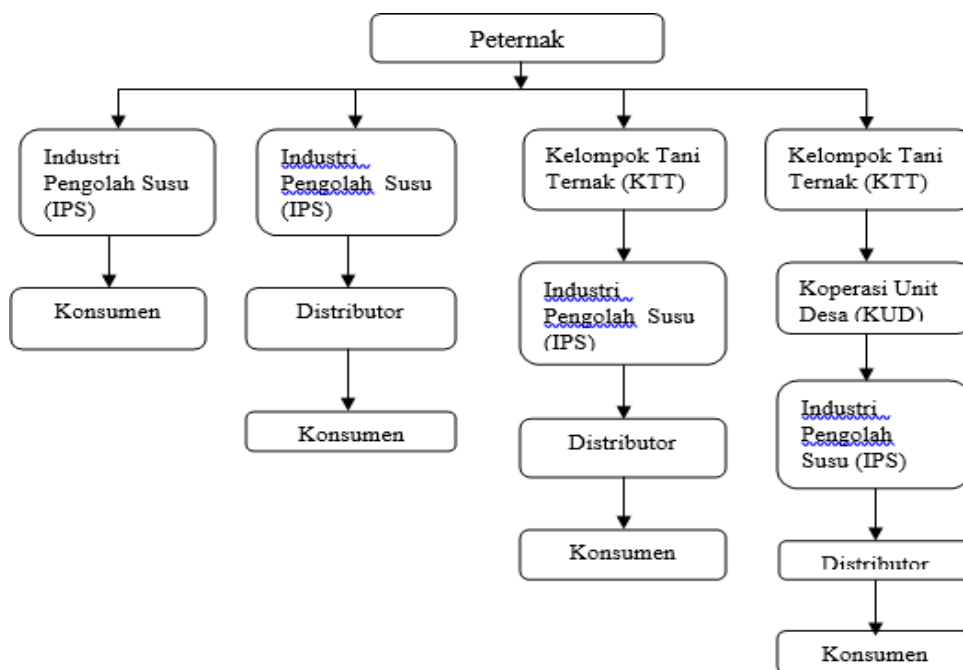 Peternak
Industri
Pengolah Susu
(IPS)
Konsumen
Industri
Pengolah Susu
(IPS)
Distributor
Konsumen
Kelompok Tani
Ternak (KTT)
Industri
Pengolah Susu
(IPS)
Distributor
Konsumen
Kelompok Tani
Ternak (KTT)
Koperasi Unit
Desa (KUD)
Industri
Pengolah
Susu (IPS)
Distributor
Konsumen